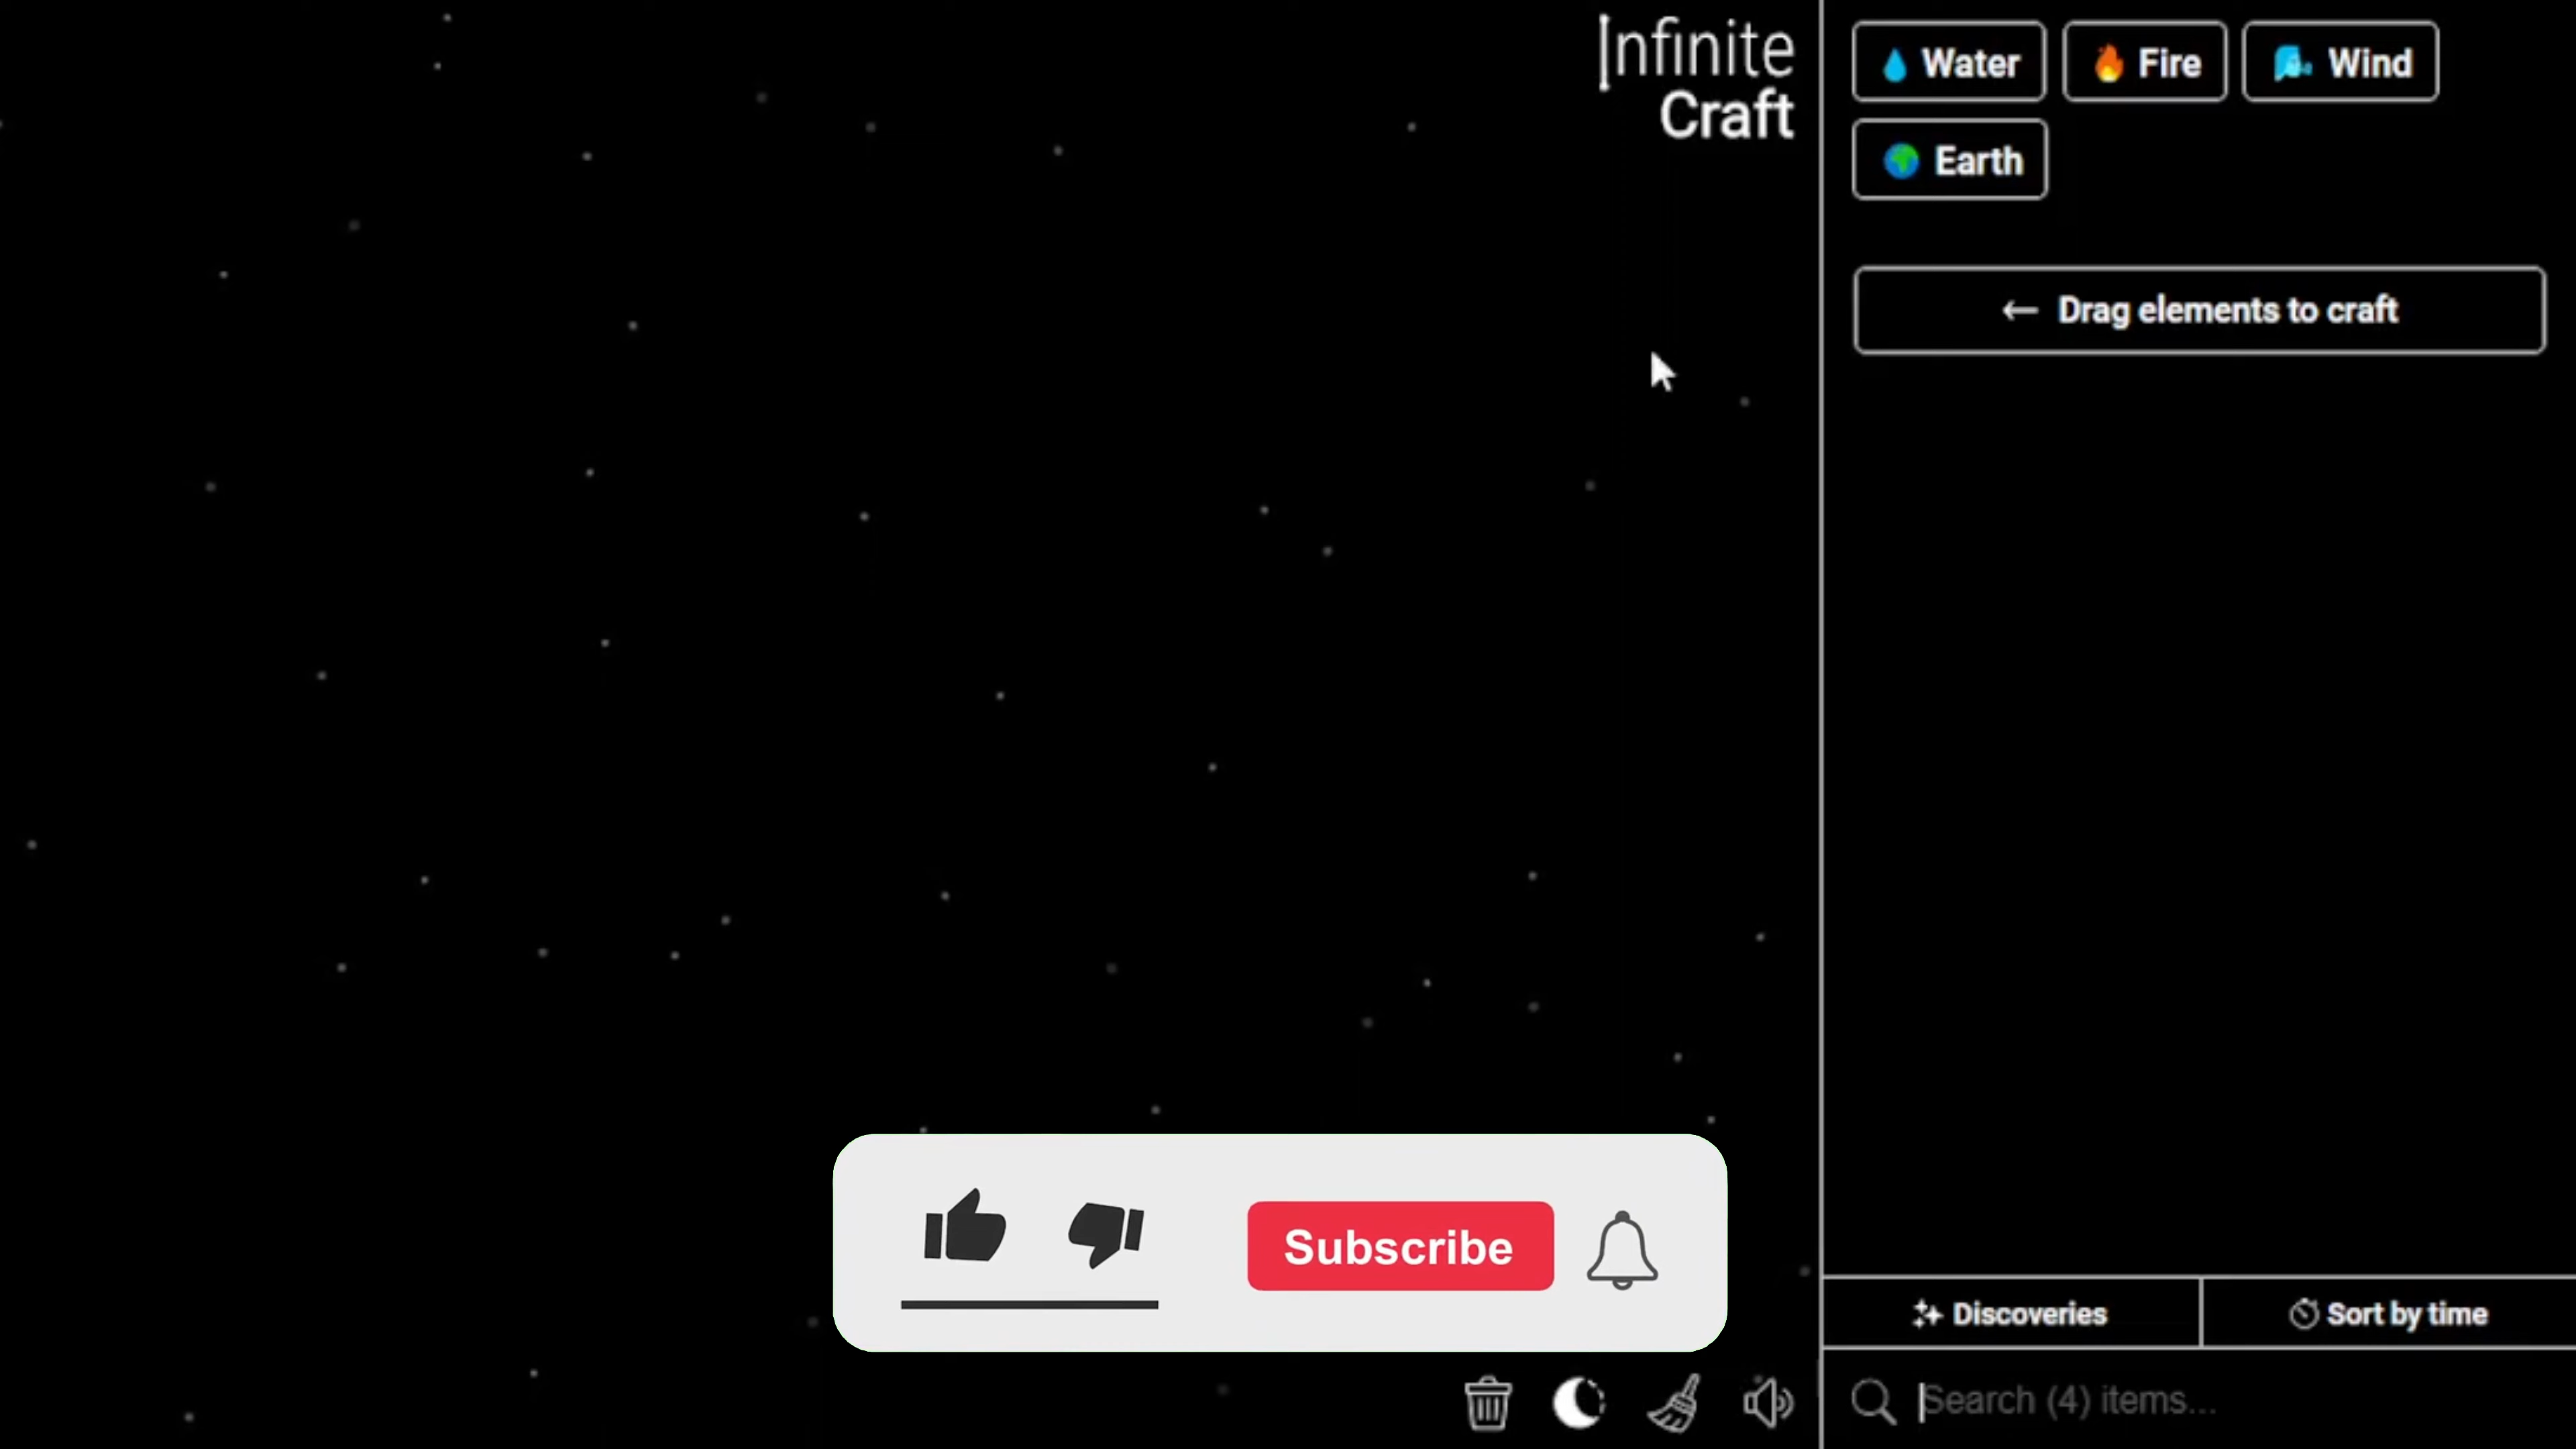 Infinite
Craft
Water
Fire
Wind
Earth
← Drag elements to craft
Subscribe
Discoveries
Sort by time
Search (4) items...